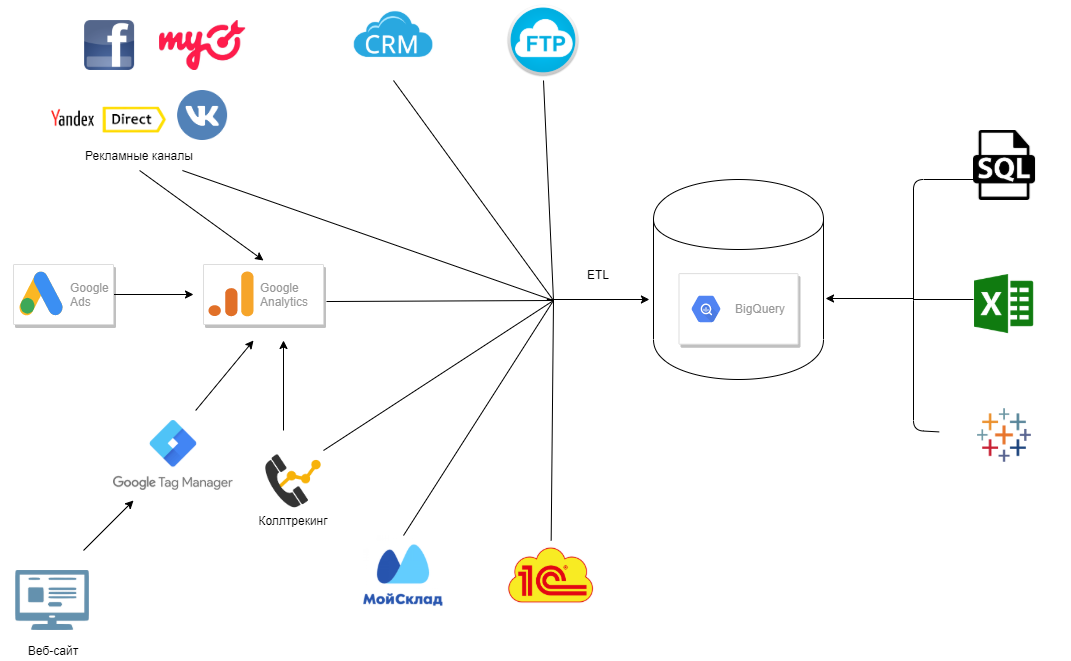 f
my
CRM
FTP
Yandex Direct
Рекламные каналы
SQL
Google
Ads
Google
Analytics
ETL
BigQuery
X
Google Tag Manager
Коллтрекинг
МойСклад
1С®
Веб-сайт